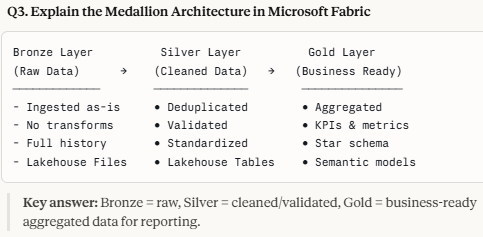 Q3. Explain the Medallion Architecture in Microsoft Fabric
Bronze Layer Silver Layer Gold Layer
(Raw Data) → (Cleaned Data) → (Business Ready)
- Ingested as-is • Deduplicated • Aggregated
- No transforms • Validated • KPIs & metrics
- Full history • Standardized • Star schema
- Lakehouse Files • Lakehouse Tables • Semantic models
Key answer: Bronze = raw, Silver = cleaned/validated, Gold = business-ready
aggregated data for reporting.